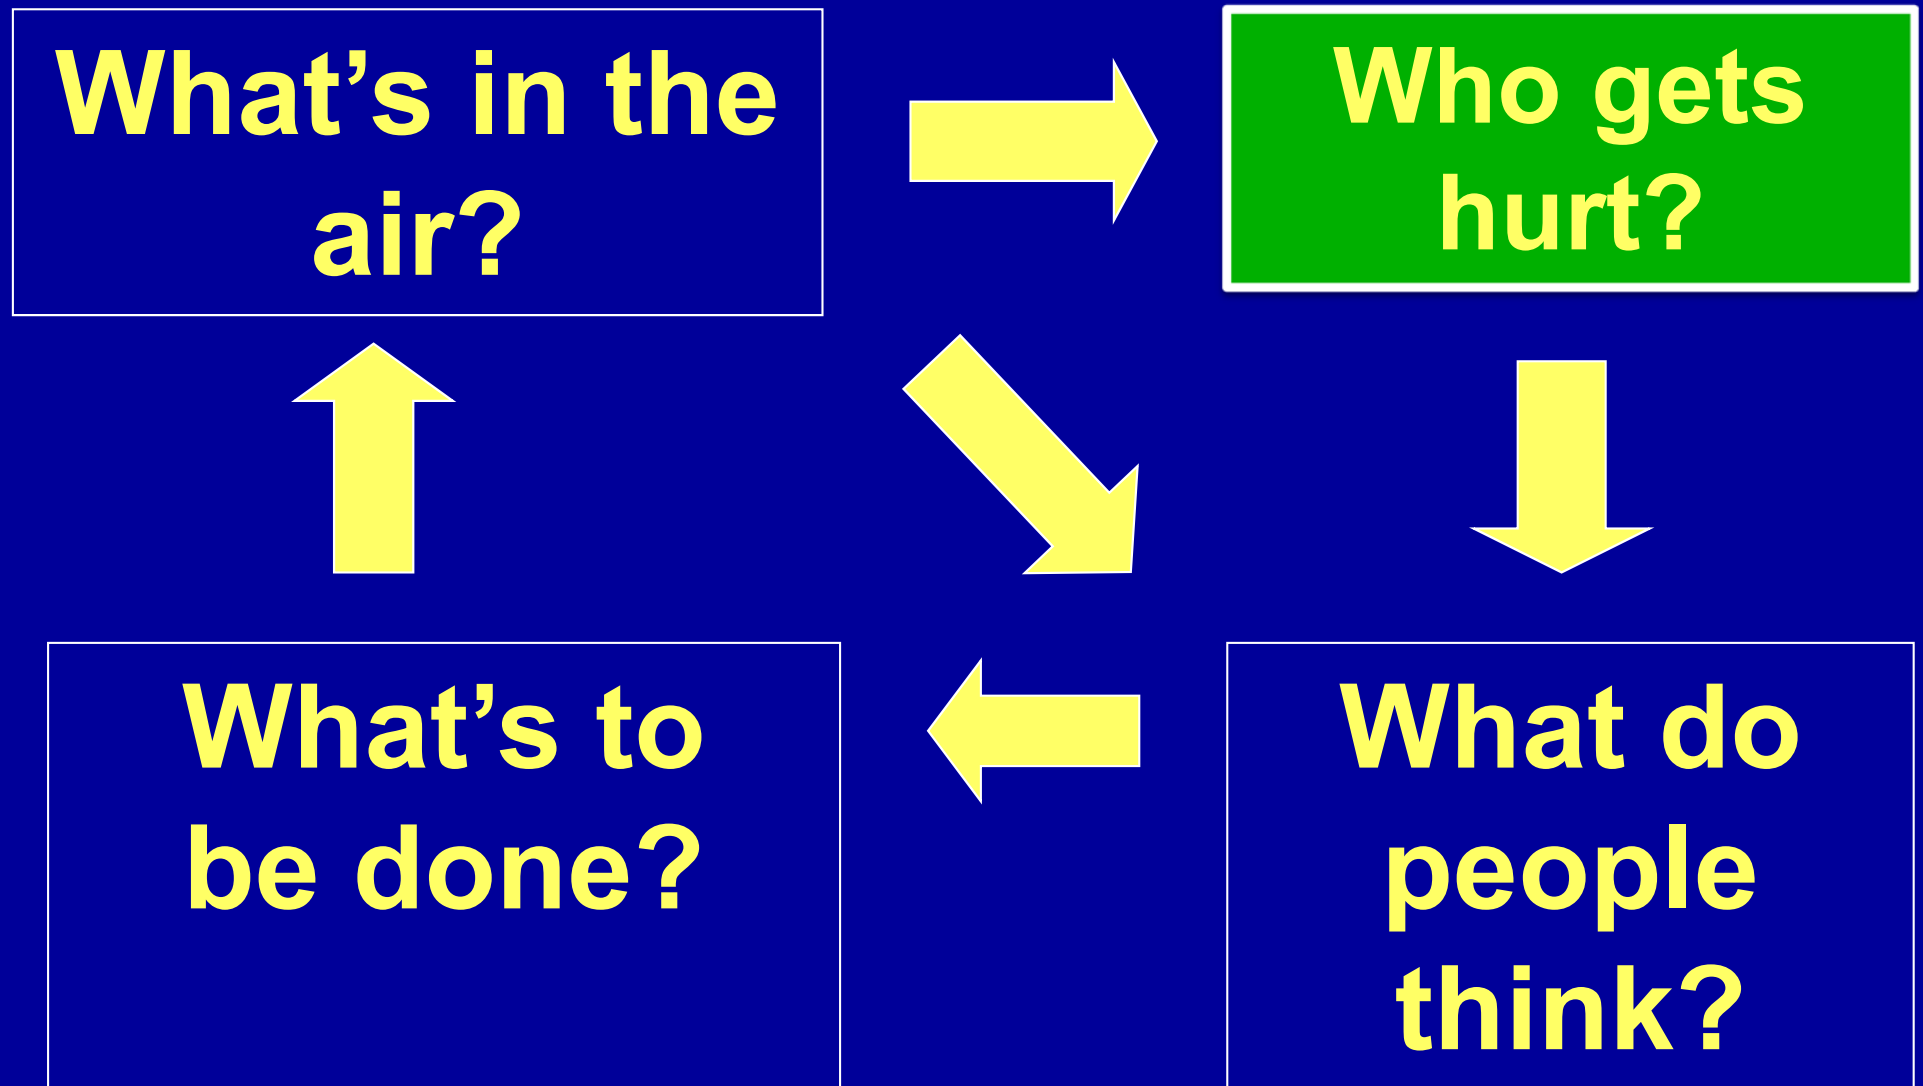 What’s in the
air?
Who gets
hurt?
What’s to
be done?
What do
people
think?